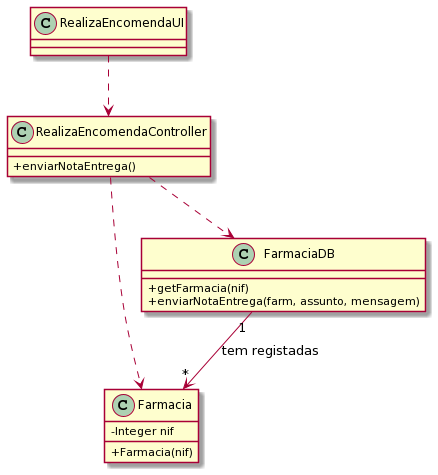 C RealizaEncomendaUI
C RealizaEncomendaController
+enviarNotaEntrega()
C FarmaciaDB
+getFarmacia(nif)
+enviarNotaEntrega(farm, assunto, mensagem)
1
tem registadas
*
C Farmacia
-Integer nif
+Farmacia(nif)